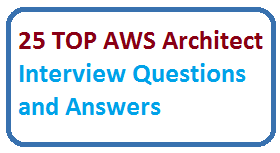 25 TOP AWS Architect
Interview Questions
and Answers